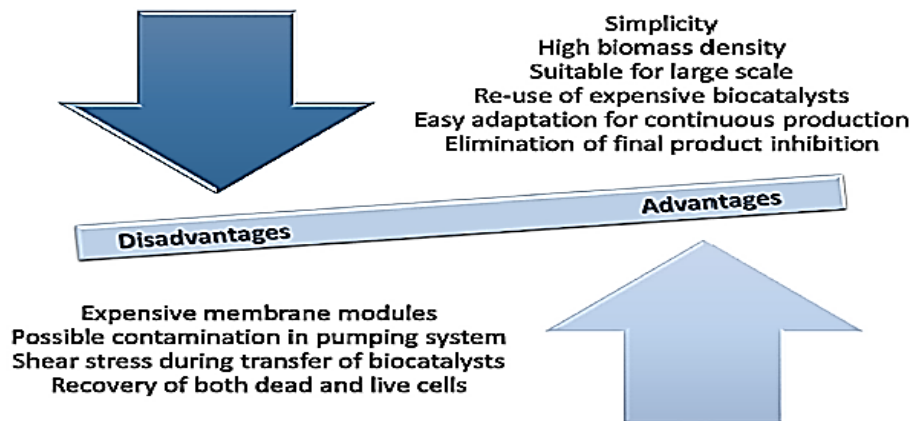 Simplicity
High biomass density
Suitable for large scale
Re-use of expensive biocatalysts
Easy adaptation for continuous production
Elimination of final product inhibition
Advantages
Disadvantages
Expensive membrane modules
Possible contamination in pumping system
Shear stress during transfer of biocatalysts
Recovery of both dead and live cells